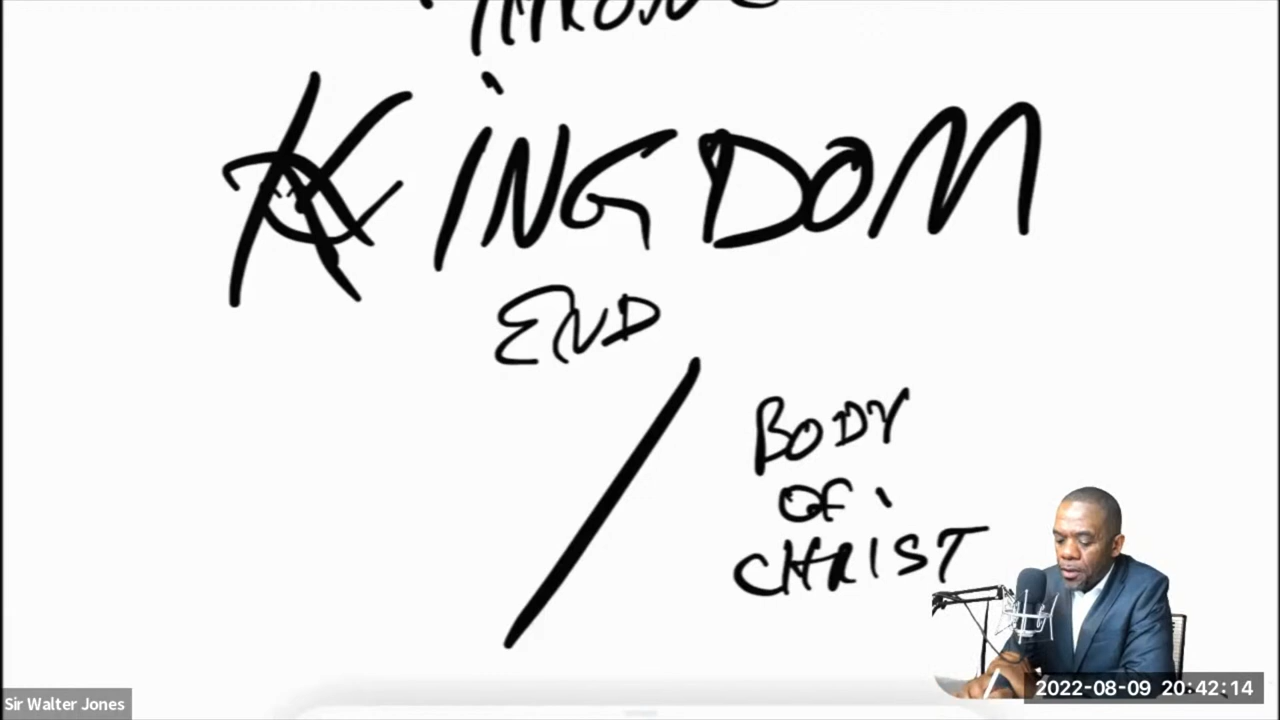 KiNGDOM
END
BODY
OF
CHRIST
Sir Walter Jones
2022-08-09 20:42:14